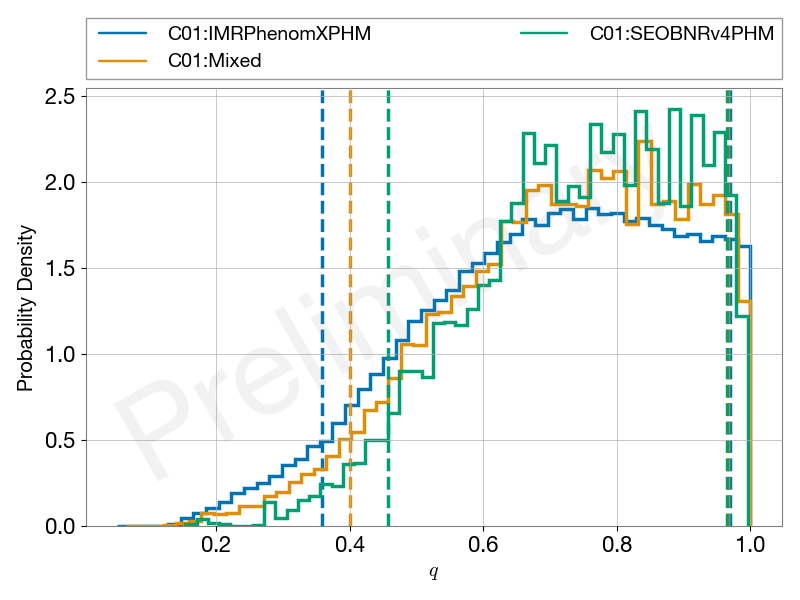 C01:IMRPhenomXPHM
C01:Mixed
C01:SEOBNRv4PHM
2.5
2.0
1.5
1.0
0.5
0.0
Probability Density
Preliminary
0.2 0.4 0.6 0.8 1.0
q